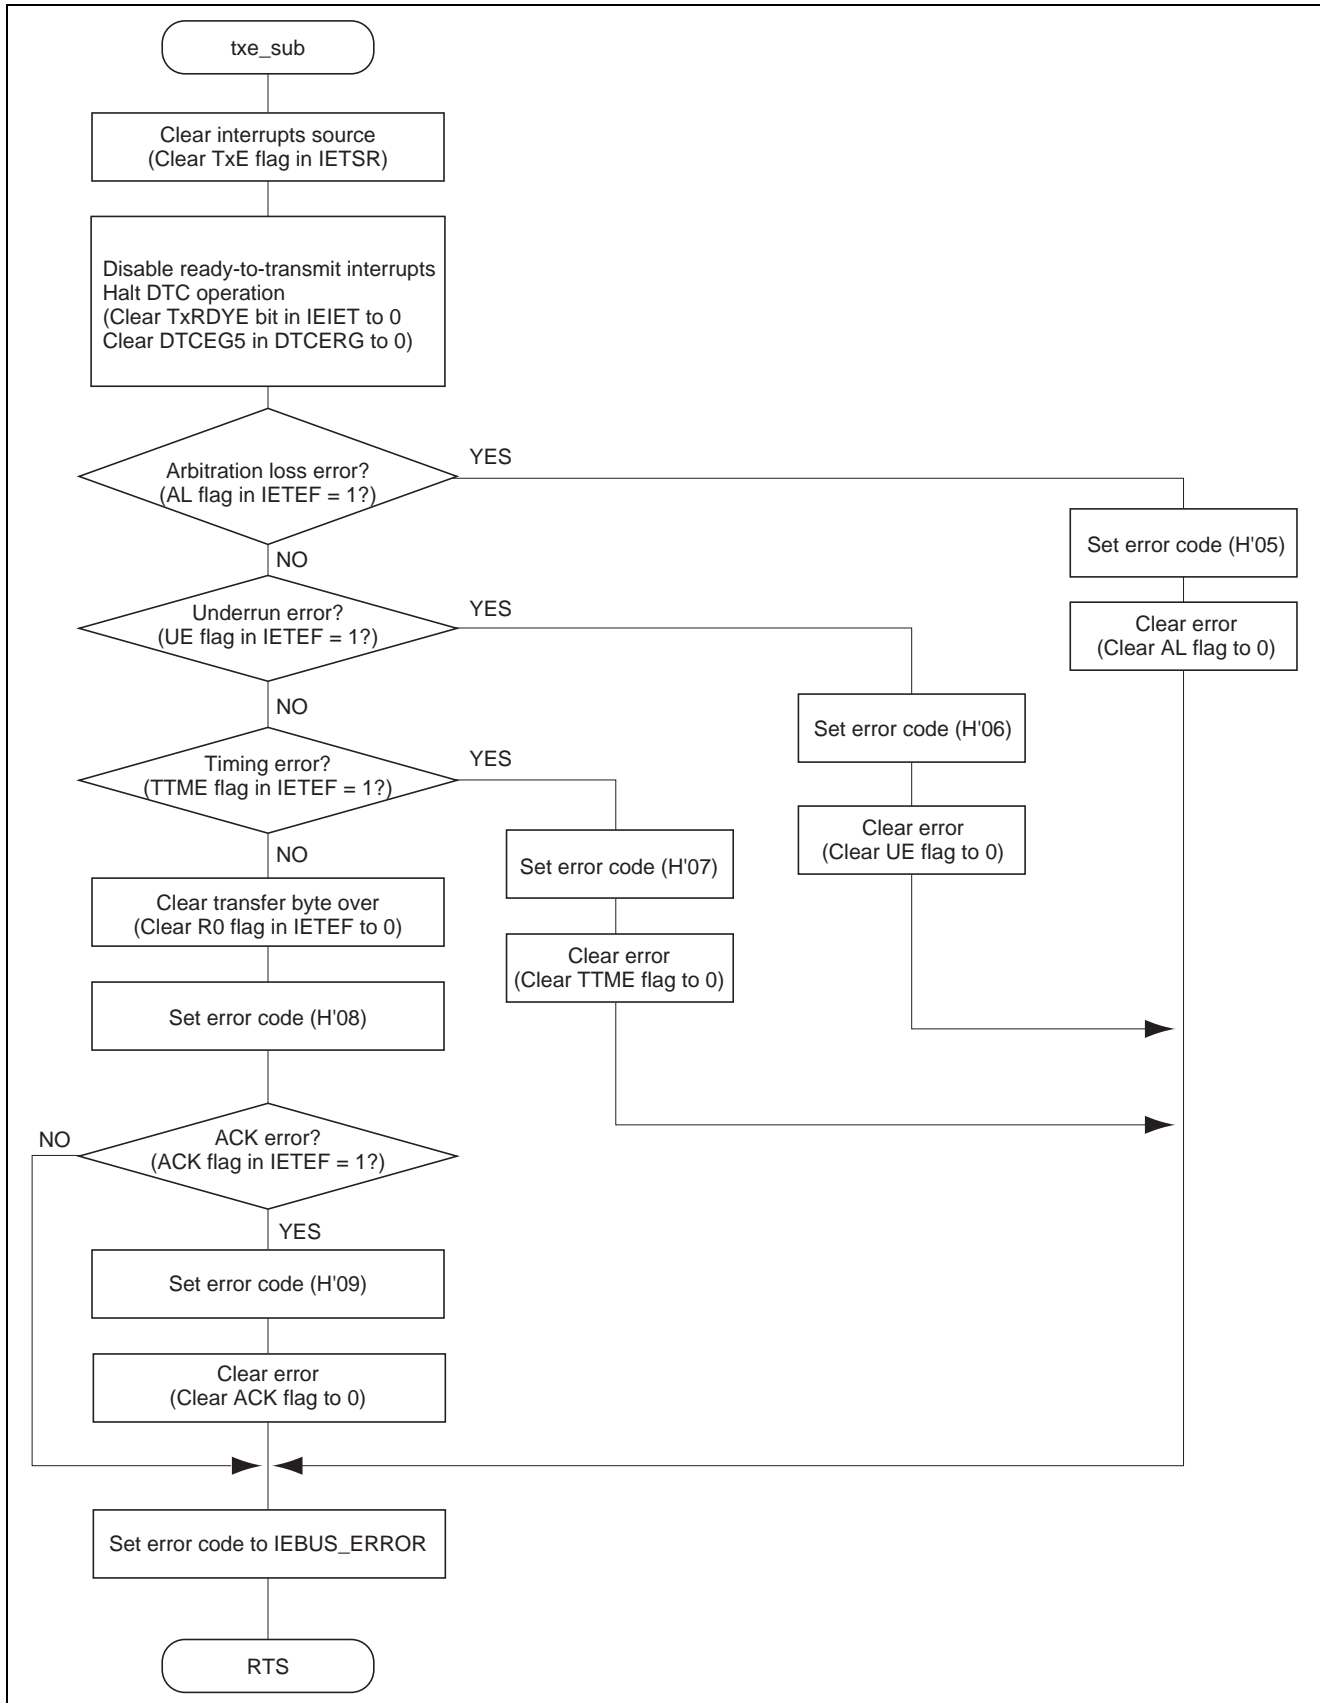 txe_sub
Clear interrupts source
(Clear TxE flag in IETSR)
Disable ready-to-transmit interrupts
Halt DTC operation
(Clear TxRDYE bit in IEIET to 0
Clear DTCEG5 in DTCERG to 0)
Arbitration loss error?
(AL flag in IETEF = 1?)
YES
Set error code (H'05)
Clear error
(Clear AL flag to 0)
NO
Underrun error?
(UE flag in IETEF = 1?)
YES
Set error code (H'06)
Clear error
(Clear UE flag to 0)
NO
Timing error?
(TTME flag in IETEF = 1?)
YES
Set error code (H'07)
Clear error
(Clear TTME flag to 0)
NO
Clear transfer byte over
(Clear R0 flag in IETEF to 0)
Set error code (H'08)
NO
ACK error?
(ACK flag in IETEF = 1?)
YES
Set error code (H'09)
Clear error
(Clear ACK flag to 0)
Set error code to IEBUS_ERROR
RTS